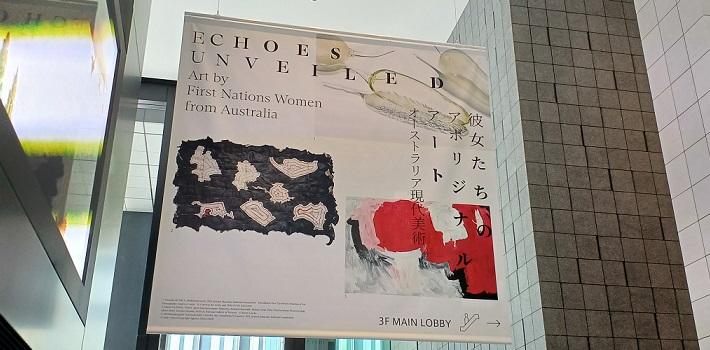 ECHOES
UNVEILED
Art by
First Nations Women
from Australia
彼女たちの
アボリジナル
アート
オーストラリア現代美術
3F MAIN LOBBY